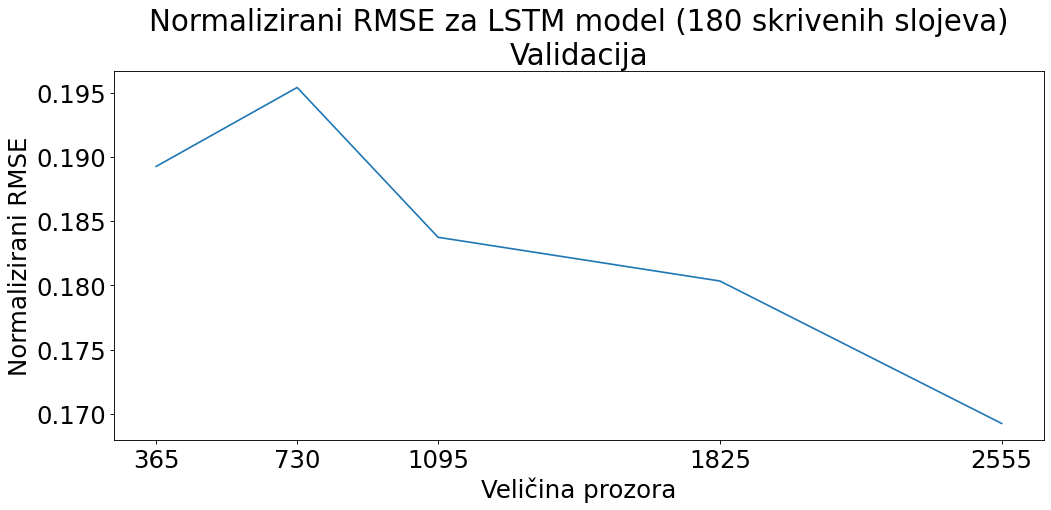 Normalizirani RMSE za LSTM model (180 skrivenih slojeva)
Validacija
Normalizirani RMSE
0.195
0.190
0.185
0.180
0.175
0.170
365 730 1095 1825 2555
Veličina prozora